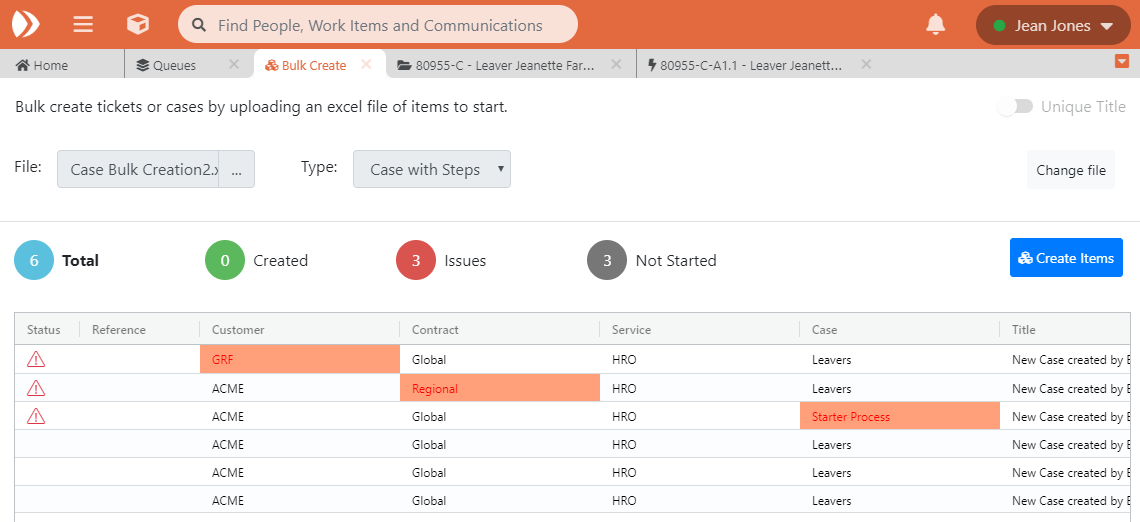 Find People, Work Items and Communications
Jean Jones
Home
Queues
Bulk Create
80955-C - Leaver Jeanette Far...
80955-C-A1.1 - Leaver Jeanett...
Bulk create tickets or cases by uploading an excel file of items to start.
Unique Title
File:
Case Bulk Creation2.x
...
Type:
Case with Steps
Change file
6 Total
0 Created
3 Issues
3 Not Started
Create Items
Status Reference Customer Contract Service Case Title
GRF Global HRO Leavers New Case created by B
ACME Regional HRO Leavers New Case created by B
ACME Global HRO Starter Process New Case created by B
ACME Global HRO Leavers New Case created by B
ACME Global HRO Leavers New Case created by B
ACME Global HRO Leavers New Case created by B